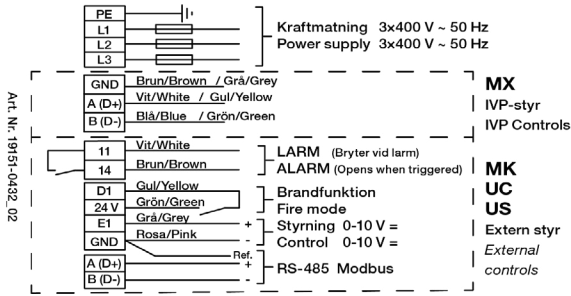 PE
L1
L2
L3
Kraftmatning 3×400 V ~ 50 Hz
Power supply 3×400 V ~ 50 Hz
GND Brun/Brown / Grå/Grey
A (D+) Vit/White / Gul/Yellow
B (D-) Blå/Blue / Grön/Green
MX
IVP-styr
IVP Controls
Art. Nr. 19151-0432_02
11 Vit/White
14 Brun/Brown
LARM (Bryter vid larm)
ALARM (Opens when triggered)
D1 Gul/Yellow
24 V Grön/Green
Brandfunktion
Fire mode
E1 Grå/Grey +
GND Rosa/Pink -
Styrning 0-10 V =
Control 0-10 V =
Ref.
A (D+) +
B (D-) -
RS-485 Modbus
MK
UC
US
Extern styr
External
controls